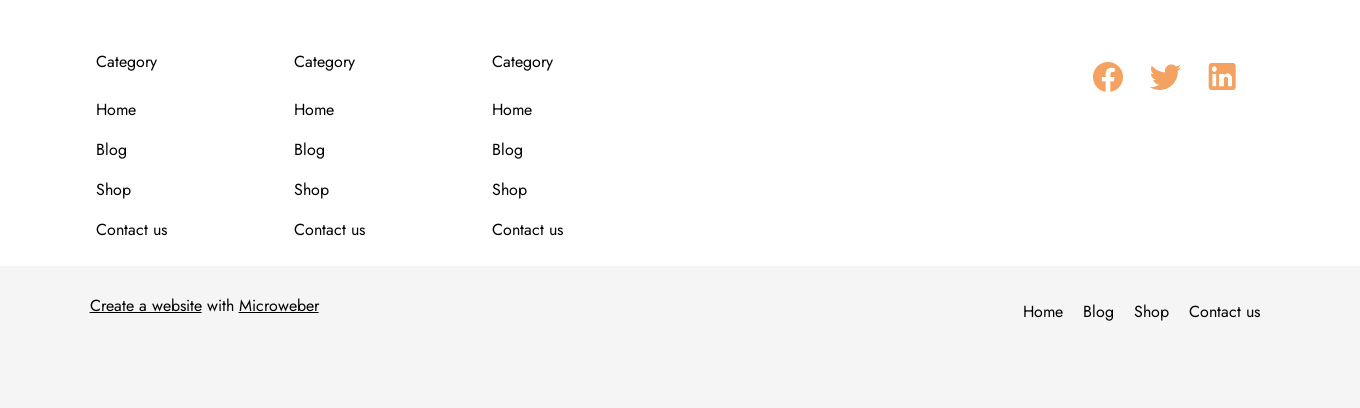 Category
Home
Blog
Shop
Contact us
Category
Home
Blog
Shop
Contact us
Category
Home
Blog
Shop
Contact us
Create a website with Microweber
Home Blog Shop Contact us